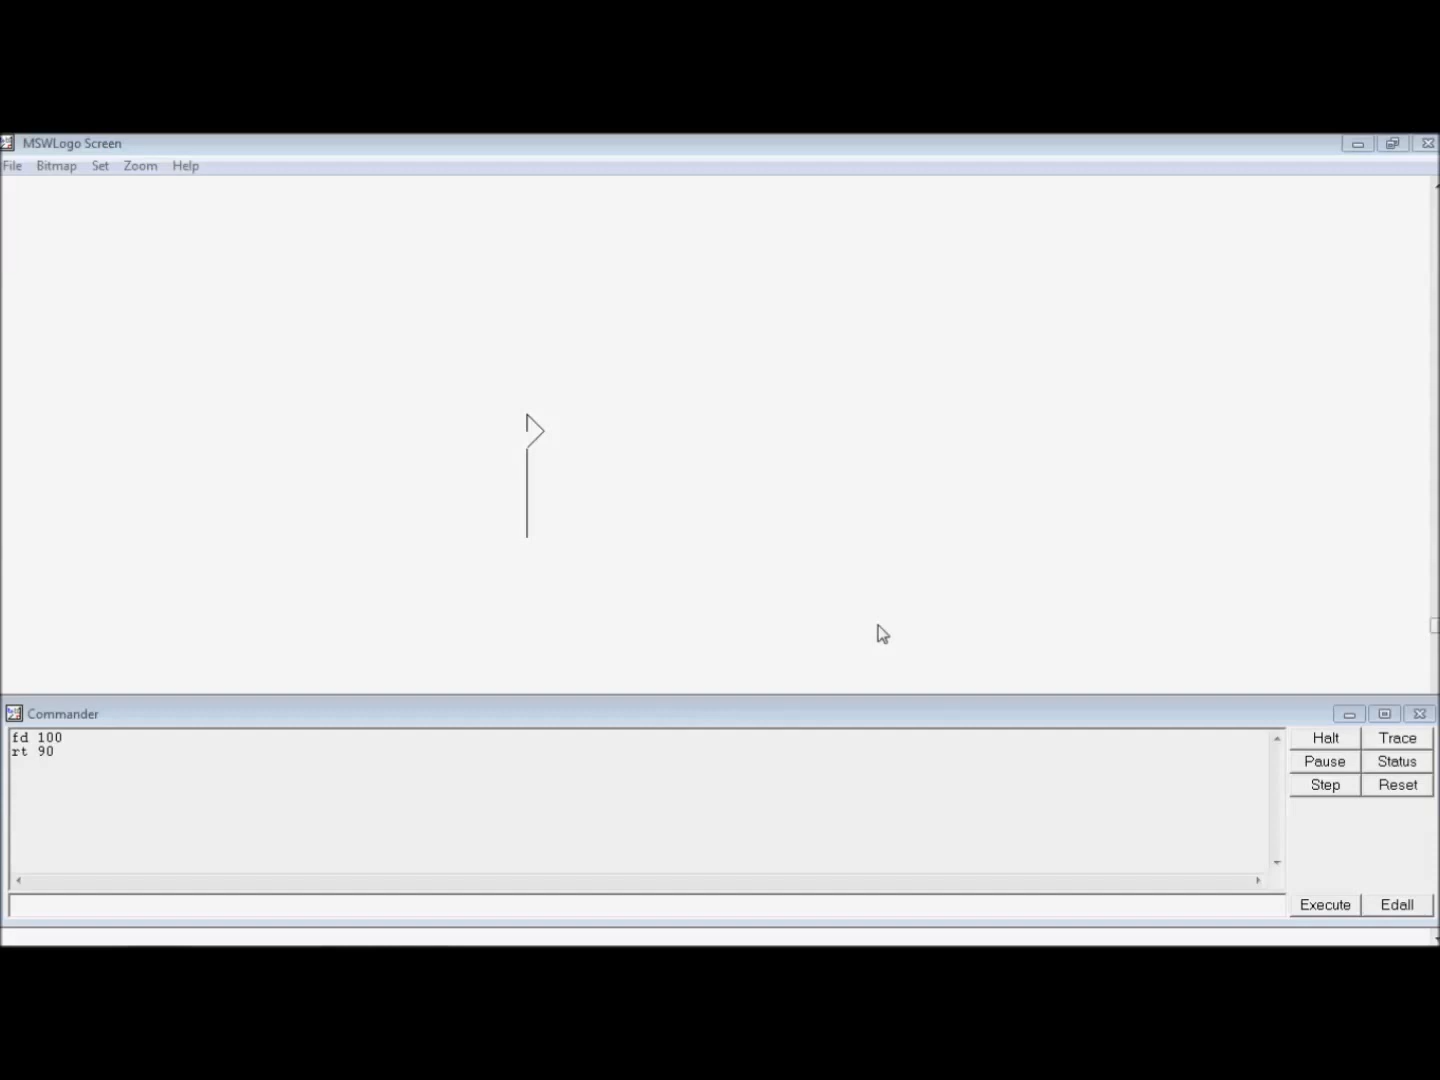 MSWLogo Screen
File Bitmap Set Zoom Help
Commander
fd 100
rt 90
Halt Trace
Pause Status
Step Reset
Execute Edall